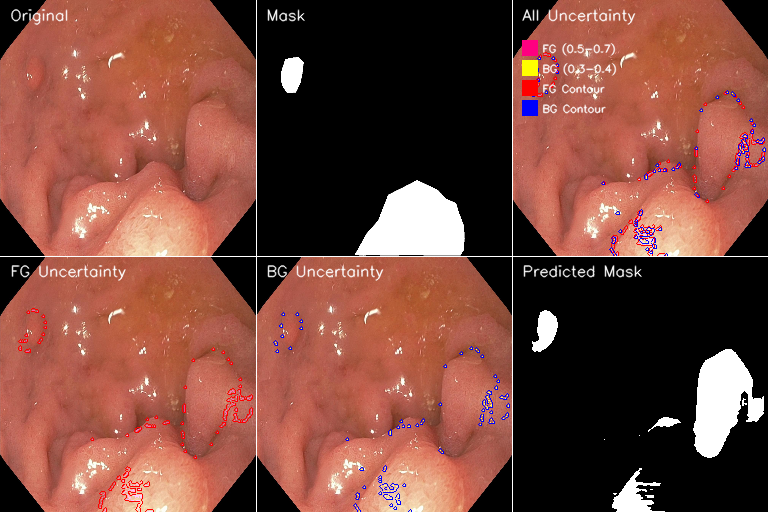 Original
Mask
All Uncertainty
FG (0.5-0.7)
BG (0.3-0.4)
FG Contour
BG Contour
FG Uncertainty
BG Uncertainty
Predicted Mask